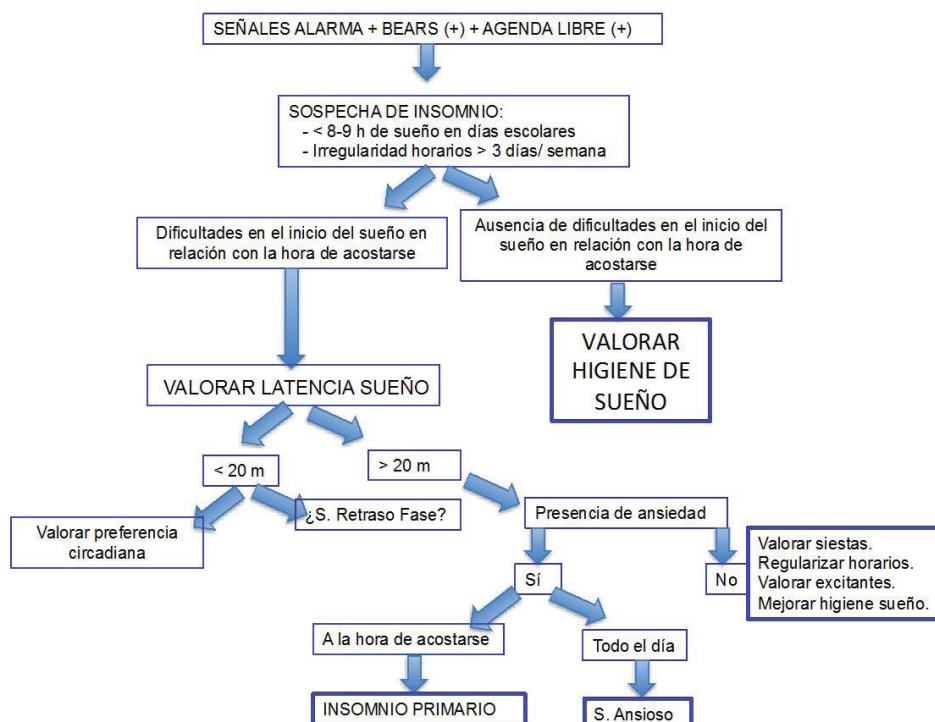 SEÑALES ALARMA + BEARS (+) + AGENDA LIBRE (+)
SOSPECHA DE INSOMNIO:
- < 8-9 h de sueño en días escolares
- Irregularidad horarios > 3 días/ semana
Dificultades en el inicio del sueño en
relación con la hora de acostarse
Ausencia de dificultades en el inicio del
sueño en relación con la hora de
acostarse
VALORAR
HIGIENE DE
SUEÑO
VALORAR LATENCIA SUEÑO
< 20 m
> 20 m
Valorar preferencia
circadiana
¿S. Retraso Fase?
Presencia de ansiedad
Sí
No
Valorar siestas.
Regularizar horarios.
Valorar excitantes.
Mejorar higiene sueño.
A la hora de acostarse
Todo el día
INSOMNIO PRIMARIO
S. Ansioso